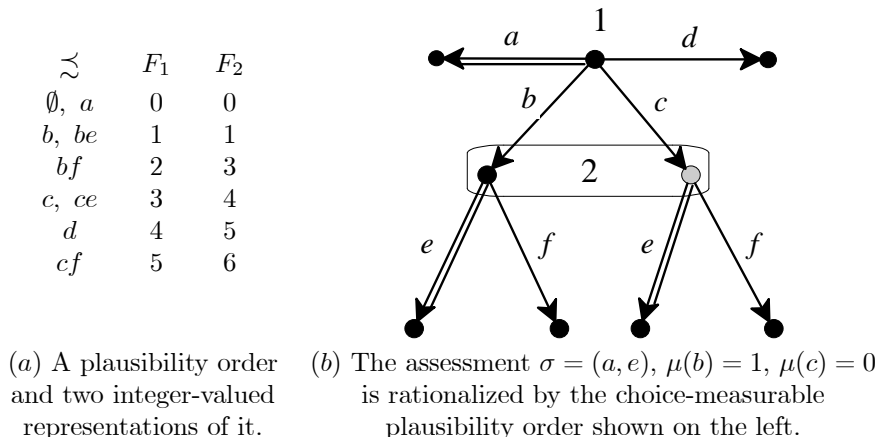 ≾ F₁ F₂
∅, a 0 0
b, be 1 1
bf 2 3
c, ce 3 4
d 4 5
cf 5 6
1
a d
b c
2
e f e f
(a) A plausibility order
and two integer-valued
representations of it.
(b) The assessment σ = (a, e), μ(b) = 1, μ(c) = 0
is rationalized by the choice-measurable
plausibility order shown on the left.